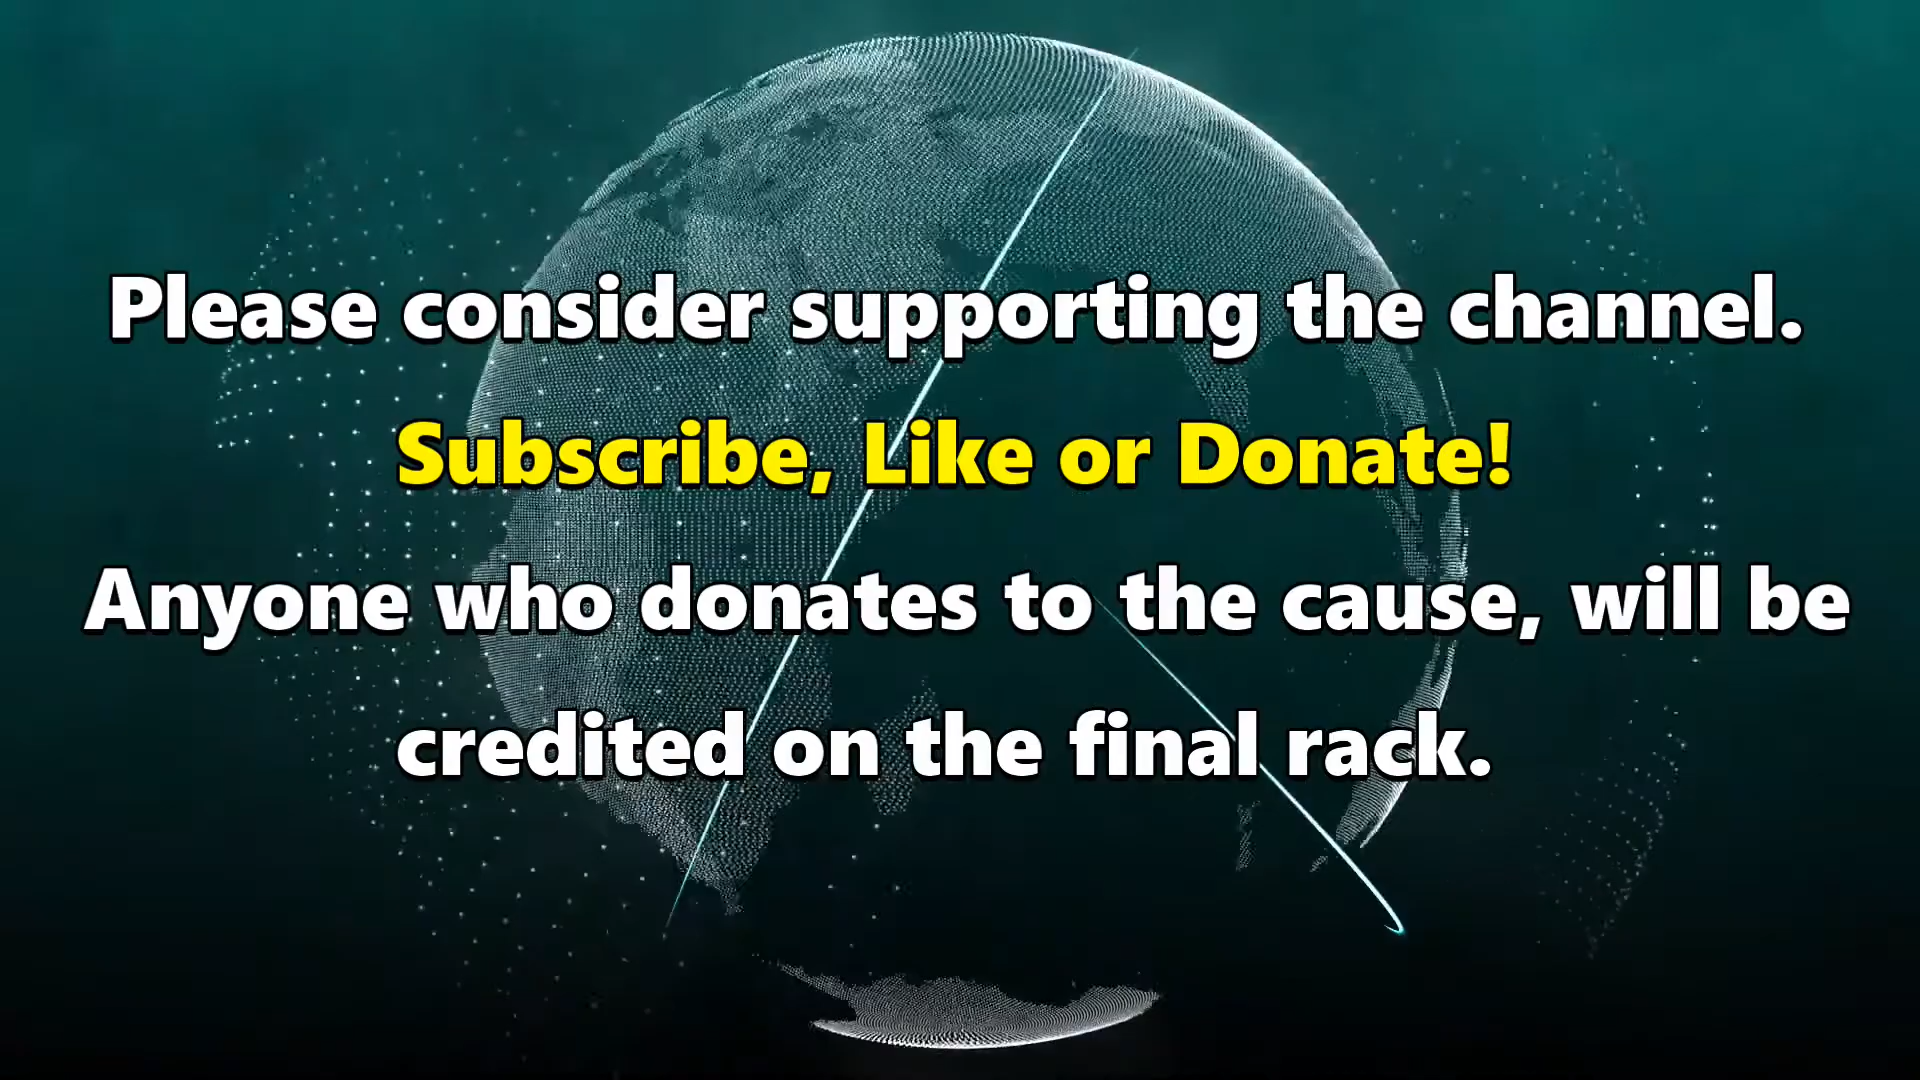 Please consider supporting the channel.
Subscribe, Like or Donate!
Anyone who donates to the cause, will be
credited on the final rack.